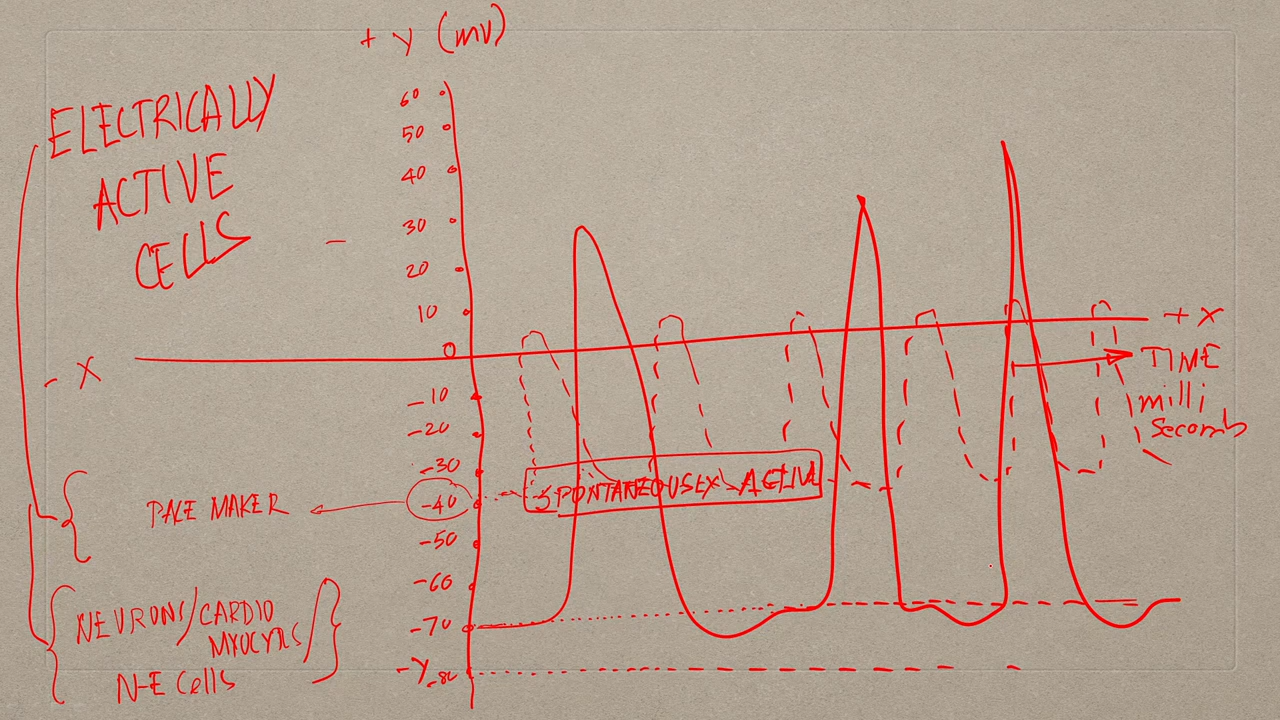 + y (mv)
ELECTRICALLY
ACTIVE
CELLS
60
50
40
30
20
10
0
-10
-20
-30
-40
-50
-60
-70
-80
-Y
- X
+ X
TIME
milli
Seconds
SPONTANEOUSLY - ACTIVE
PACE MAKER
NEURONS/CARDIO
MYOCYTES/
N-E Cells